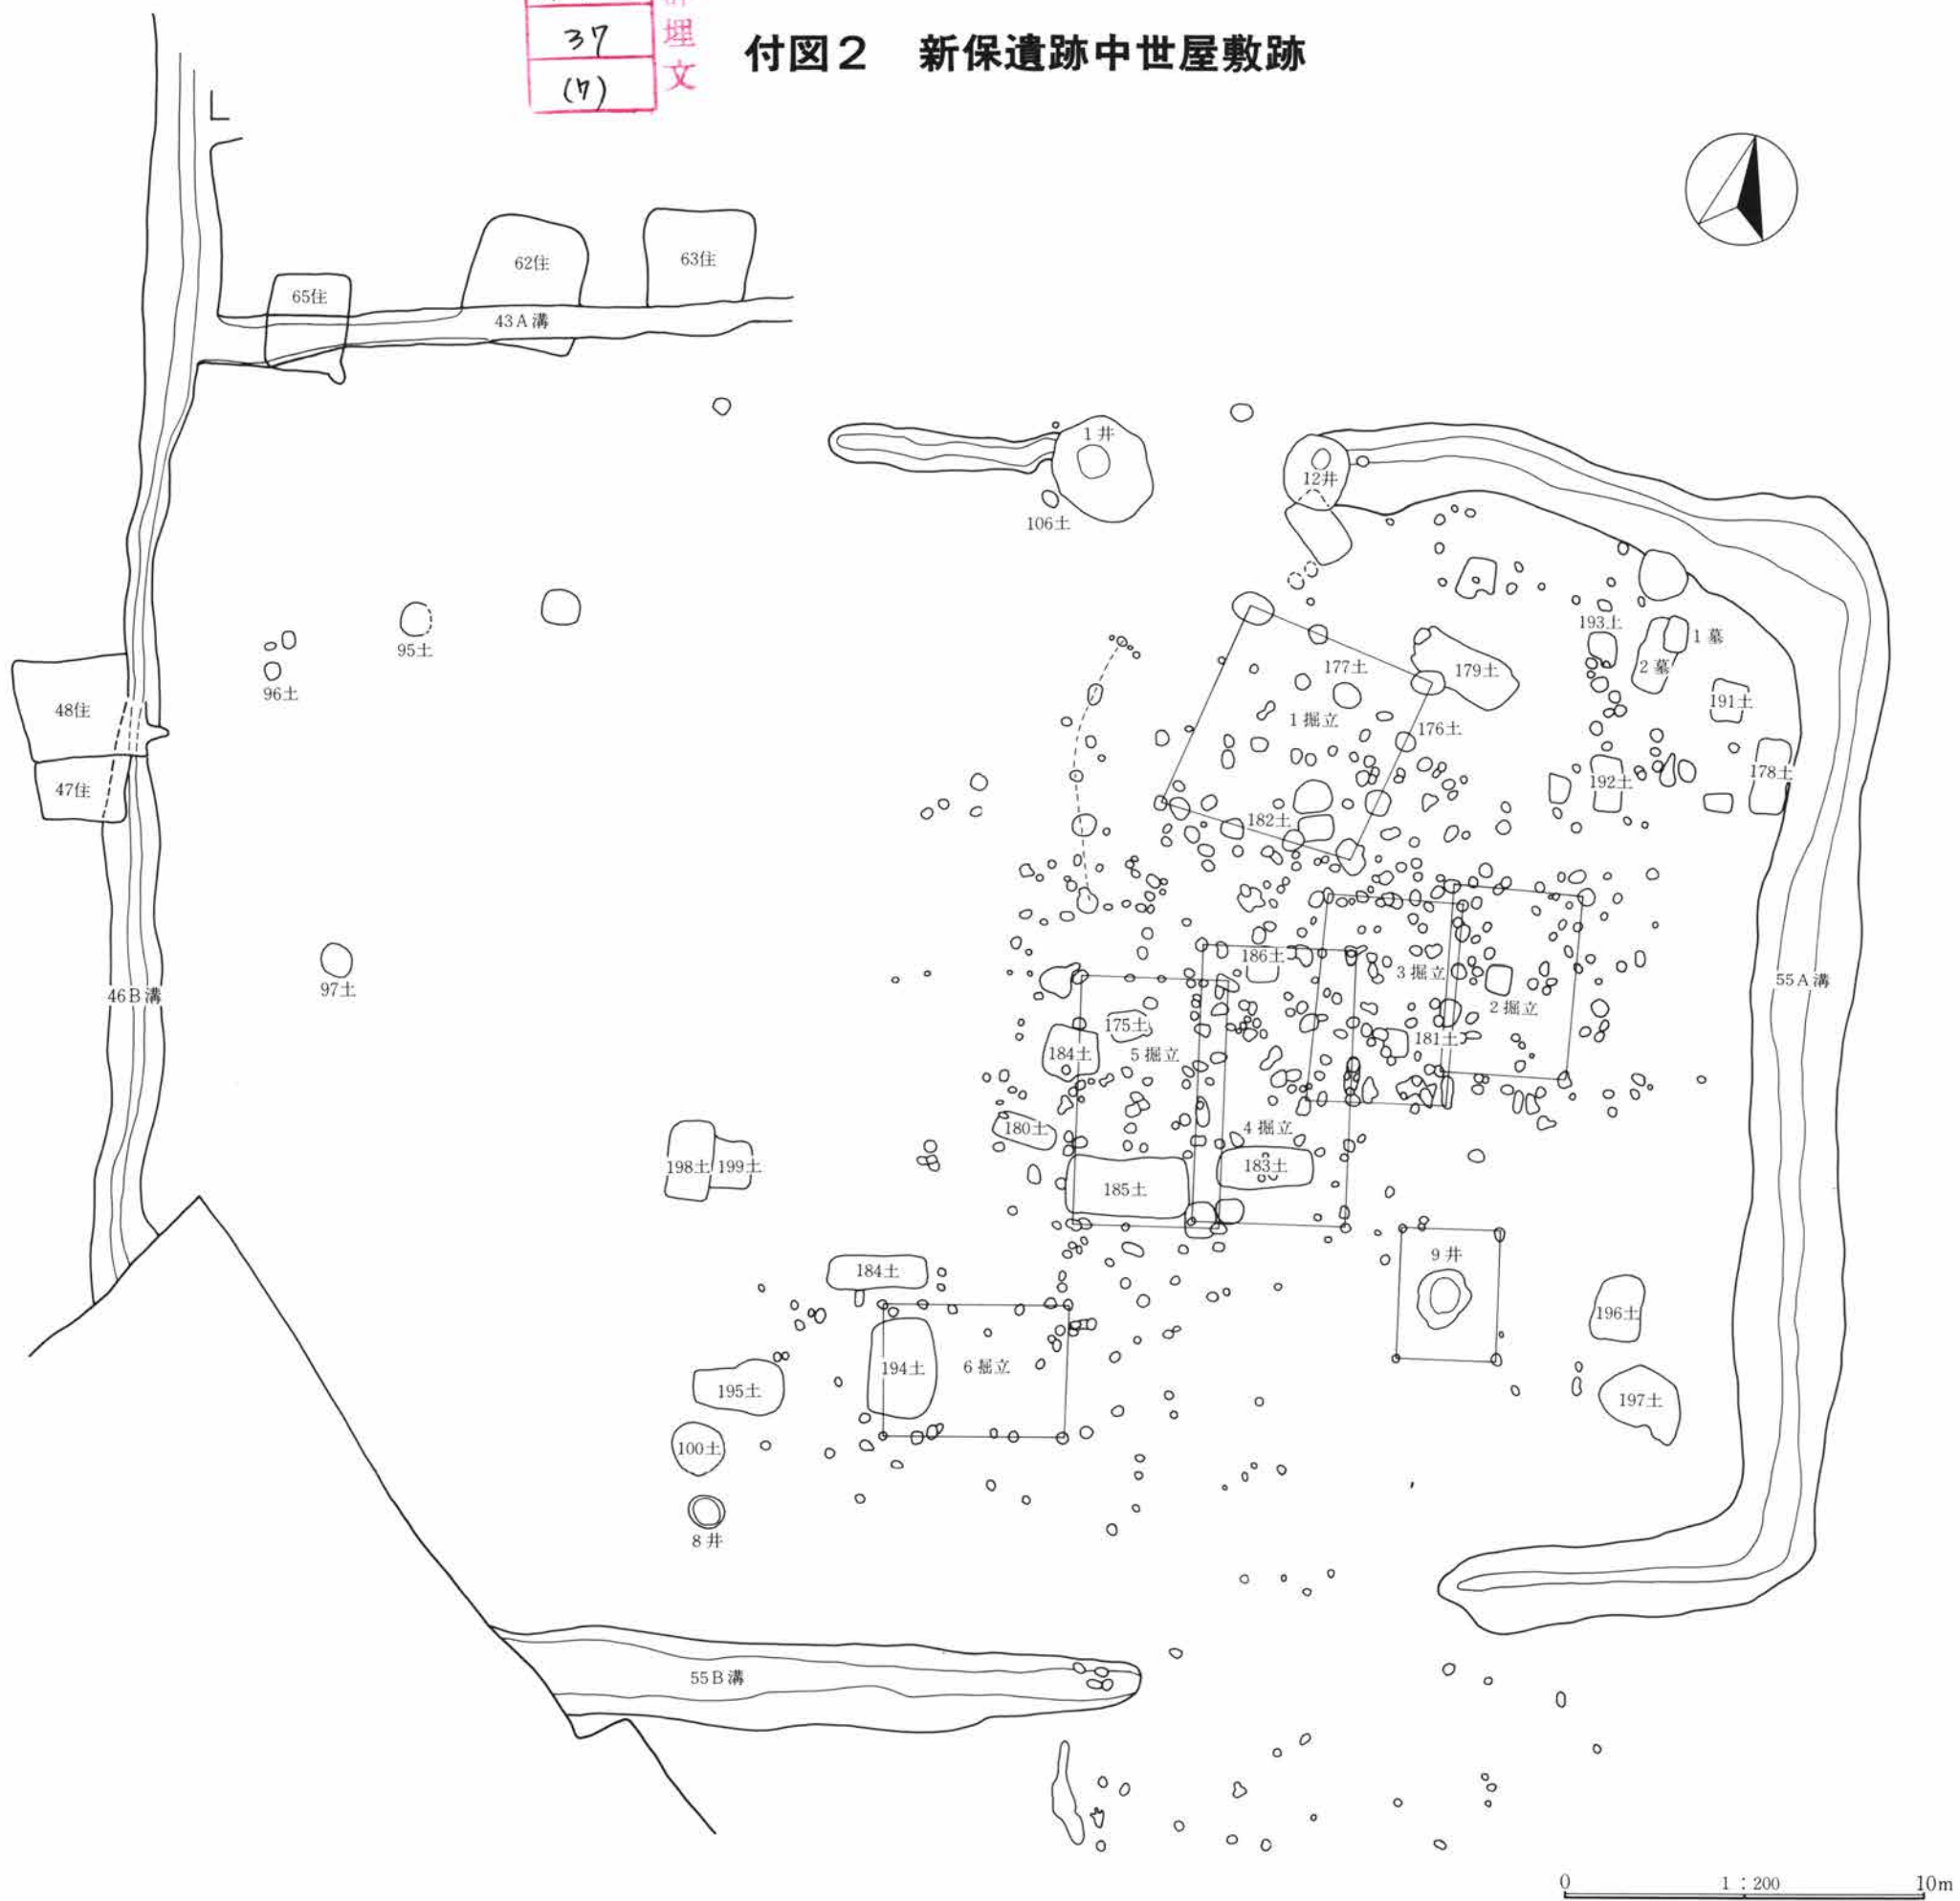 37
(7)
埋
文
付図2 新保遺跡中世屋敷跡
62住
63住
65住
43A溝
1井
12井
106土
95土
96土
193土
1墓
2墓
177土
179土
191土
48住
1掘立
176土
47住
178土
192土
182土
186土
3掘立
97土
46B溝
55A溝
2掘立
175土
181土
184土
5掘立
180土
4掘立
198土
199土
183土
185土
9井
184土
196土
194土
6掘立
195土
197土
100土
8井
55B溝
0 1:200 10m